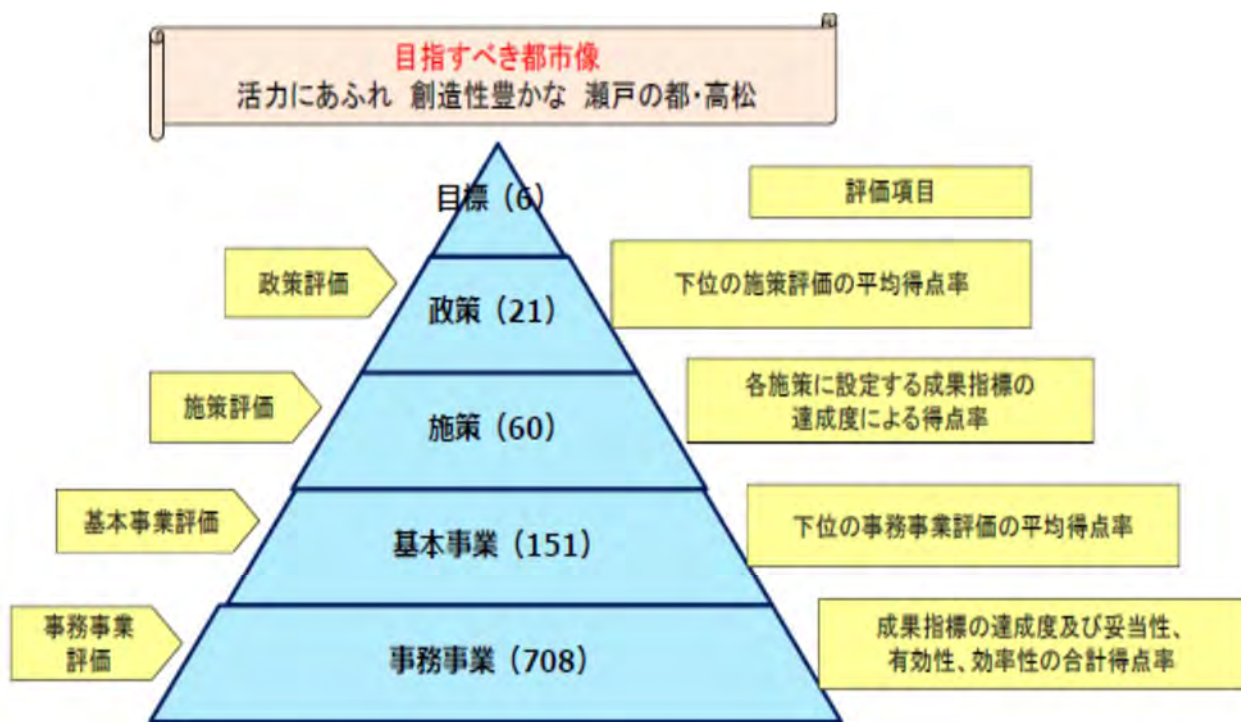 目指すべき都市像
活力にあふれ 創造性豊かな 瀬戸の都・高松
目標（6）
評価項目
政策評価
政策（21）
下位の施策評価の平均得点率
施策評価
施策（60）
各施策に設定する成果指標の
達成度による得点率
基本事業評価
基本事業（151）
下位の事務事業評価の平均得点率
事務事業
評価
事務事業（708）
成果指標の達成度及び妥当性、
有効性、効率性の合計得点率